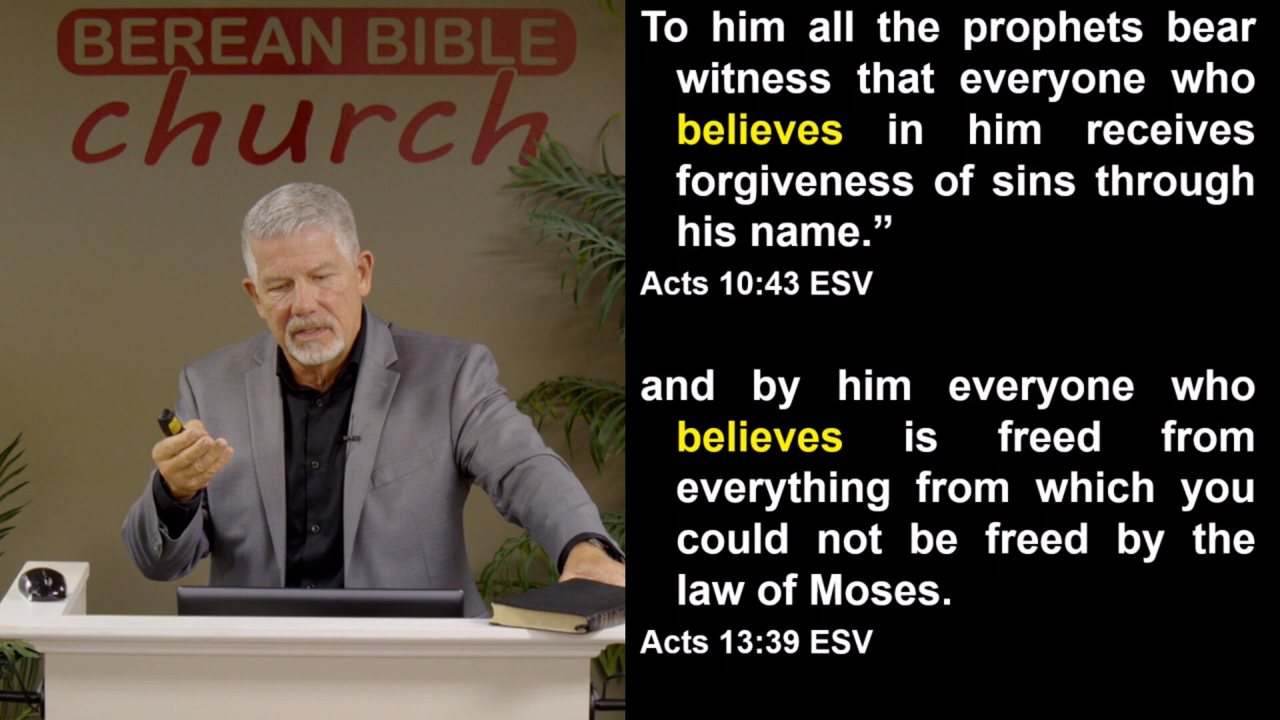 BEREAN BIBLE
church
To him all the prophets bear
witness that everyone who
believes in him receives
forgiveness of sins through
his name.”
Acts 10:43 ESV
and by him everyone who
believes is freed from
everything from which you
could not be freed by the
law of Moses.
Acts 13:39 ESV